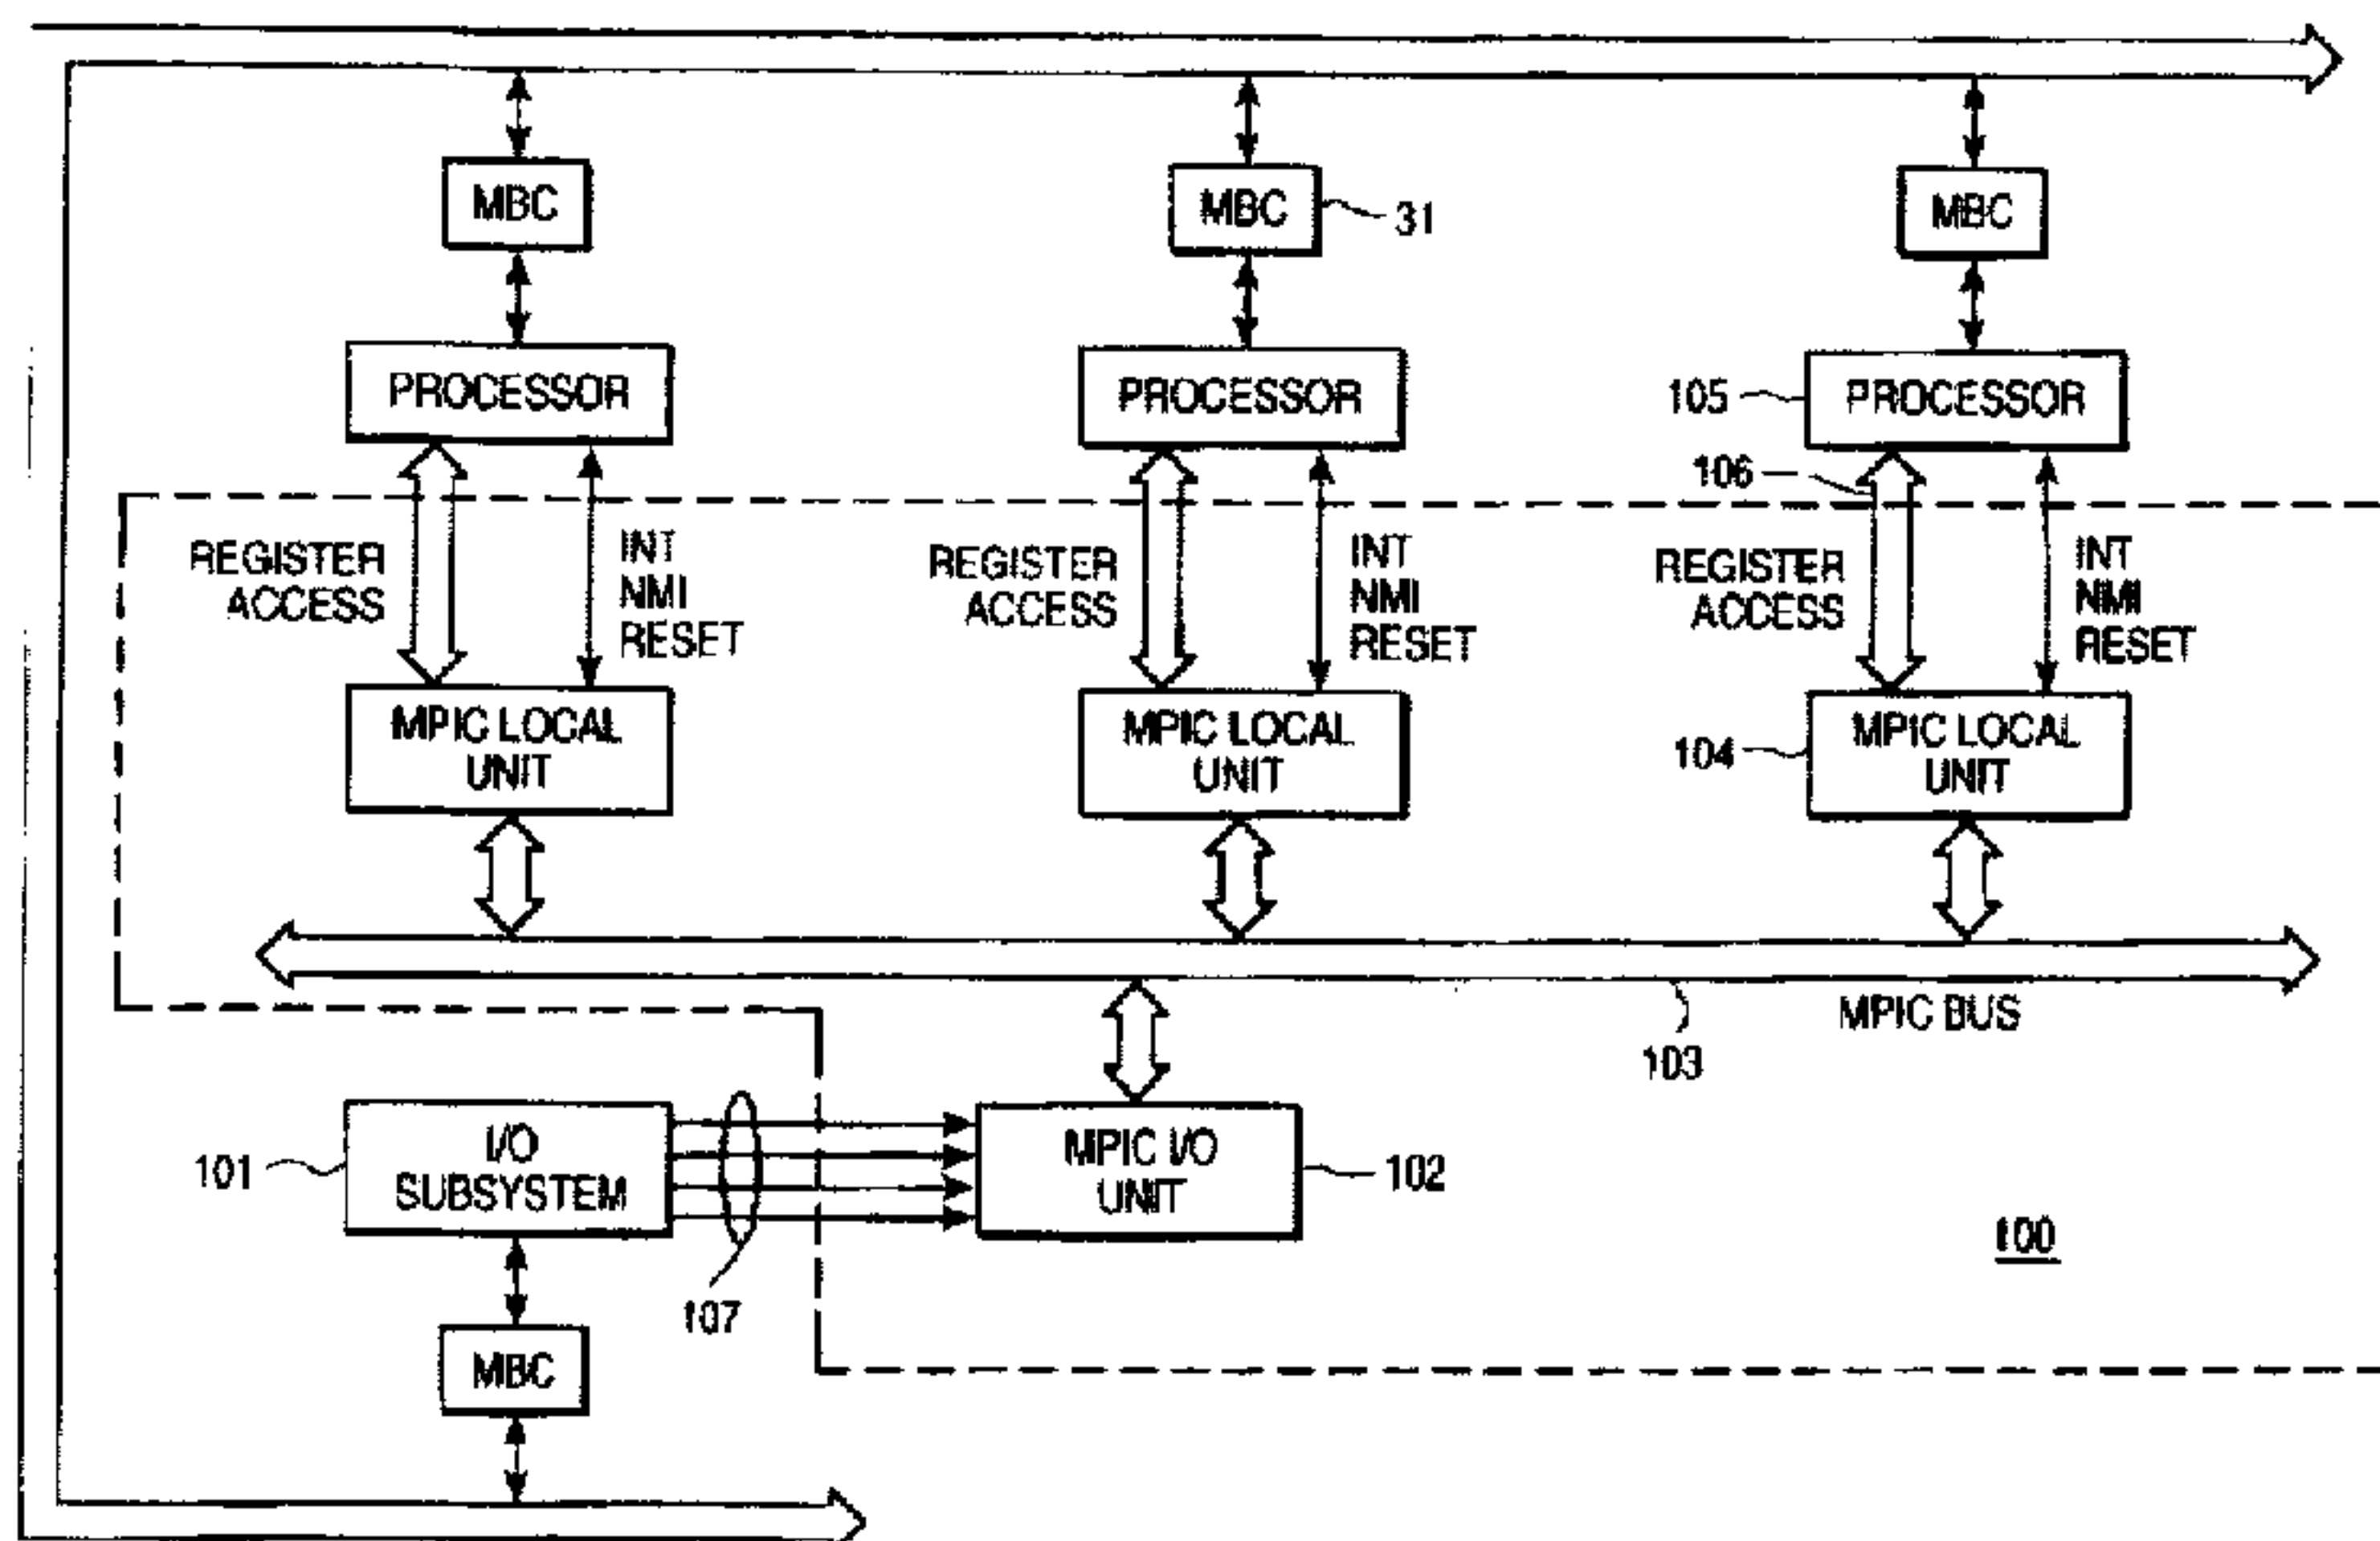 MBC
MBC
31
MBC
PROCESSOR
PROCESSOR
105
PROCESSOR
106
REGISTER
ACCESS
INT
NMI
RESET
REGISTER
ACCESS
INT
NMI
RESET
REGISTER
ACCESS
INT
NMI
RESET
MPIC LOCAL
UNIT
MPIC LOCAL
UNIT
104
MPIC LOCAL
UNIT
MPIC BUS
103
101
I/O
SUBSYSTEM
MPIC I/O
UNIT
102
100
107
MBC